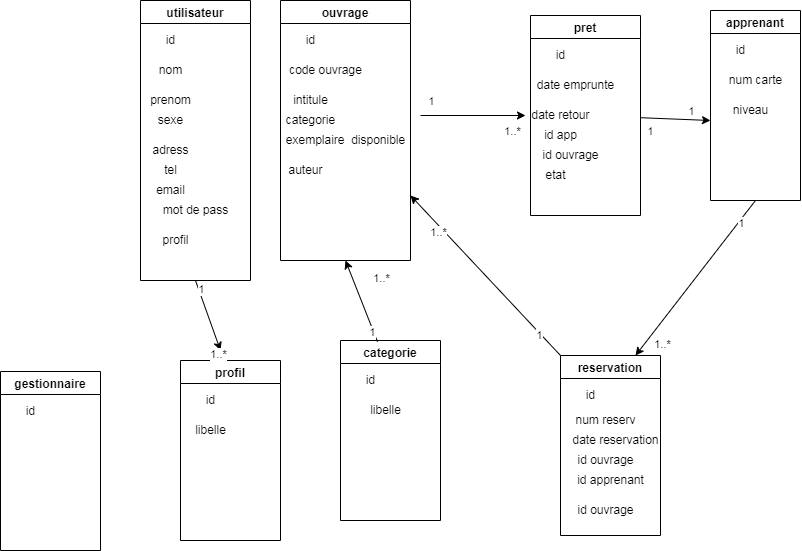 utilisateur
id
nom
prenom
sexe
adress
tel
email
mot de pass
profil
ouvrage
id
code ouvrage
intitule
categorie
exemplaire disponible
auteur
pret
id
date emprunte
date retour
id app
id ouvrage
etat
apprenant
id
num carte
niveau
1
1..*
1
1
1
1..*
1..*
1
1..*
1
1
1..*
gestionnaire
id
profil
id
libelle
categorie
id
libelle
reservation
id
num reserv
date reservation
id ouvrage
id apprenant
id ouvrage